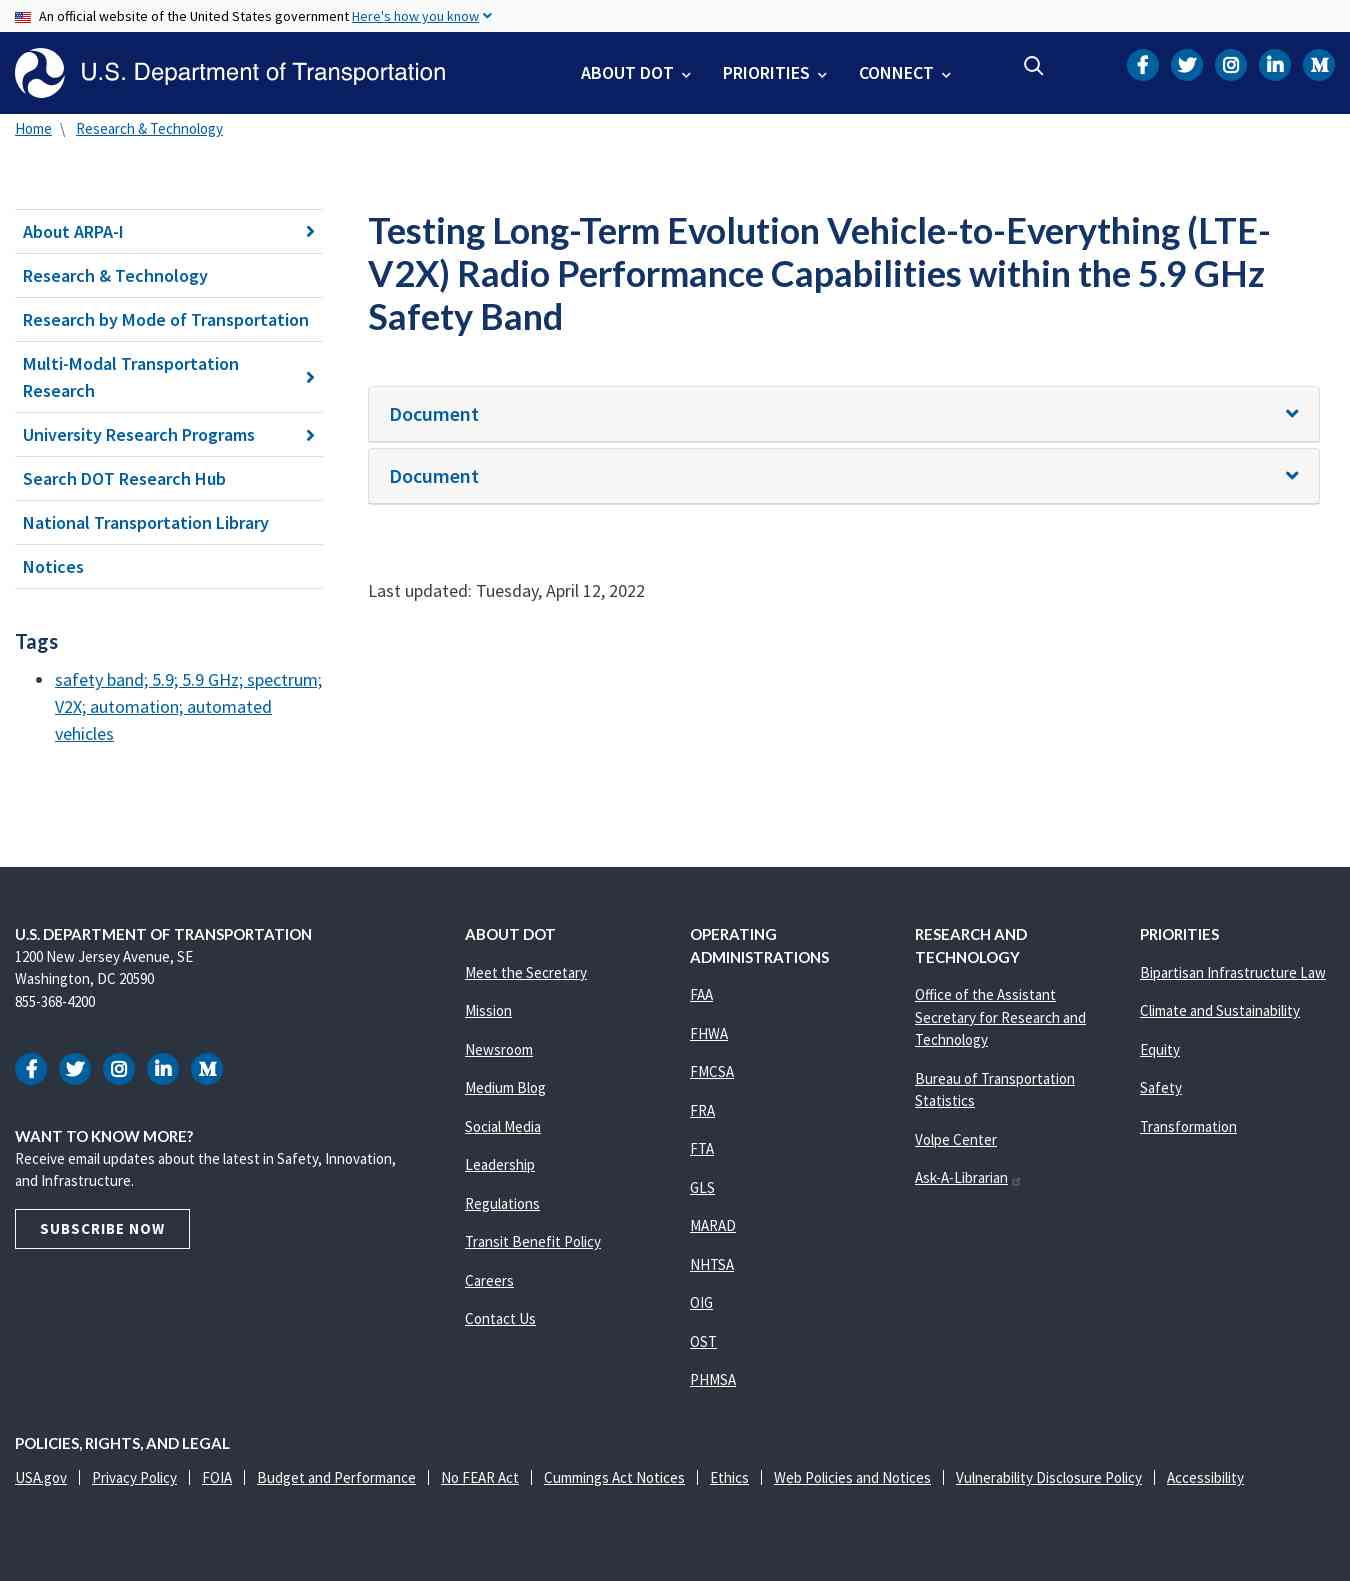 An official website of the United States government Here's how you know
U.S. Department of Transportation
ABOUT DOT
PRIORITIES
CONNECT
Home \ Research & Technology
About ARPA-I
Research & Technology
Research by Mode of Transportation
Multi-Modal Transportation
Research
University Research Programs
Search DOT Research Hub
National Transportation Library
Notices
Tags
safety band; 5.9; 5.9 GHz; spectrum;
V2X; automation; automated
vehicles
Testing Long-Term Evolution Vehicle-to-Everything (LTE-
V2X) Radio Performance Capabilities within the 5.9 GHz
Safety Band
Document
Document
Last updated: Tuesday, April 12, 2022
U.S. DEPARTMENT OF TRANSPORTATION
1200 New Jersey Avenue, SE
Washington, DC 20590
855-368-4200
WANT TO KNOW MORE?
Receive email updates about the latest in Safety, Innovation,
and Infrastructure.
SUBSCRIBE NOW
ABOUT DOT
Meet the Secretary
Mission
Newsroom
Medium Blog
Social Media
Leadership
Regulations
Transit Benefit Policy
Careers
Contact Us
OPERATING
ADMINISTRATIONS
FAA
FHWA
FMCSA
FRA
FTA
GLS
MARAD
NHTSA
OIG
OST
PHMSA
RESEARCH AND
TECHNOLOGY
Office of the Assistant
Secretary for Research and
Technology
Bureau of Transportation
Statistics
Volpe Center
Ask-A-Librarian
PRIORITIES
Bipartisan Infrastructure Law
Climate and Sustainability
Equity
Safety
Transformation
POLICIES, RIGHTS, AND LEGAL
USA.gov | Privacy Policy | FOIA | Budget and Performance | No FEAR Act | Cummings Act Notices | Ethics | Web Policies and Notices | Vulnerability Disclosure Policy | Accessibility